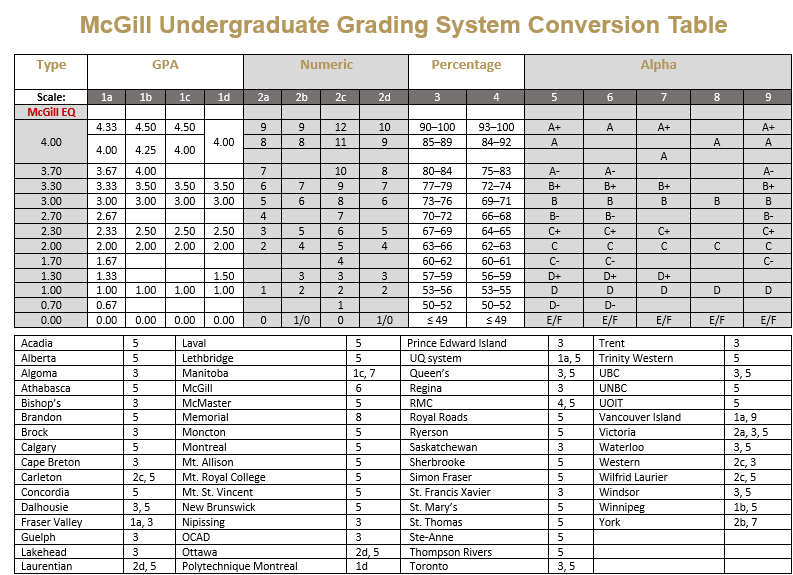 McGill Undergraduate Grading System Conversion Table
Type GPA Numeric Percentage Alpha
Scale: 1a 1b 1c 1d 2a 2b 2c 2d 3 4 5 6 7 8 9
McGill EQ
4.00 4.33 4.50 4.50 4.00 9 9 12 10 90–100 93–100 A+ A A+ A+
4.00 4.25 4.00 8 8 11 9 85–89 84–92 A A A
A
3.70 3.67 4.00 7 10 8 80–84 75–83 A- A- A-
3.30 3.33 3.50 3.50 3.50 6 7 9 7 77–79 72–74 B+ B+ B+ B+
3.00 3.00 3.00 3.00 3.00 5 6 8 6 73–76 69–71 B B B B B
2.70 2.67 4 7 70–72 66–68 B- B- B-
2.30 2.33 2.50 2.50 2.50 3 5 6 5 67–69 64–65 C+ C+ C+ C+
2.00 2.00 2.00 2.00 2.00 2 4 5 4 63–66 62–63 C C C C C
1.70 1.67 4 60–62 60–61 C- C- C-
1.30 1.33 1.50 3 3 3 57–59 56–59 D+ D+ D+
1.00 1.00 1.00 1.00 1.00 1 2 2 2 53–56 53–55 D D D D D
0.70 0.67 1 50–52 50–52 D- D-
0.00 0.00 0.00 0.00 0.00 0 1/0 0 1/0 ≤ 49 ≤ 49 E/F E/F E/F E/F E/F
Acadia 5 Laval 5 Prince Edward Island 3 Trent 3
Alberta 5 Lethbridge 5 UQ system 1a, 5 Trinity Western 5
Algoma 3 Manitoba 1c, 7 Queen’s 3, 5 UBC 3, 5
Athabasca 5 McGill 6 Regina 3 UNBC 5
Bishop’s 3 McMaster 5 RMC 4, 5 UOIT 5
Brandon 5 Memorial 8 Royal Roads 5 Vancouver Island 1a, 9
Brock 3 Moncton 5 Ryerson 5 Victoria 2a, 3, 5
Calgary 5 Montreal 5 Saskatchewan 3 Waterloo 3, 5
Cape Breton 3 Mt. Allison 5 Sherbrooke 5 Western 2c, 3
Carleton 2c, 5 Mt. Royal College 5 Simon Fraser 5 Wilfrid Laurier 2c, 5
Concordia 5 Mt. St. Vincent 5 St. Francis Xavier 3 Windsor 3, 5
Dalhousie 3, 5 New Brunswick 5 St. Mary’s 5 Winnipeg 1b, 5
Fraser Valley 1a, 3 Nipissing 3 St. Thomas 5 York 2b, 7
Guelph 3 OCAD 3 Ste-Anne 5
Lakehead 3 Ottawa 2d, 5 Thompson Rivers 5
Laurentian 2d, 5 Polytechnique Montreal 1d Toronto 3, 5